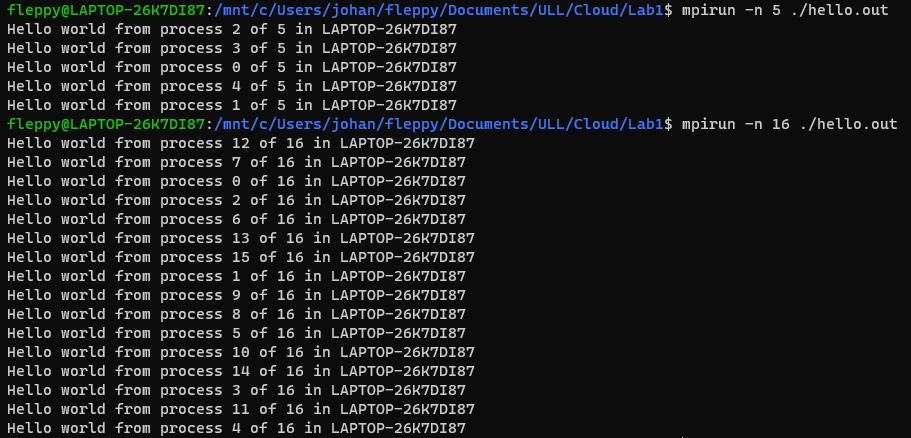 fleppy@LAPTOP-26K7DI87:/mnt/c/Users/johan/fleppy/Documents/ULL/Cloud/Lab1$ mpirun -n 5 ./hello.out
Hello world from process 2 of 5 in LAPTOP-26K7DI87
Hello world from process 3 of 5 in LAPTOP-26K7DI87
Hello world from process 0 of 5 in LAPTOP-26K7DI87
Hello world from process 4 of 5 in LAPTOP-26K7DI87
Hello world from process 1 of 5 in LAPTOP-26K7DI87
fleppy@LAPTOP-26K7DI87:/mnt/c/Users/johan/fleppy/Documents/ULL/Cloud/Lab1$ mpirun -n 16 ./hello.out
Hello world from process 12 of 16 in LAPTOP-26K7DI87
Hello world from process 7 of 16 in LAPTOP-26K7DI87
Hello world from process 0 of 16 in LAPTOP-26K7DI87
Hello world from process 2 of 16 in LAPTOP-26K7DI87
Hello world from process 6 of 16 in LAPTOP-26K7DI87
Hello world from process 13 of 16 in LAPTOP-26K7DI87
Hello world from process 15 of 16 in LAPTOP-26K7DI87
Hello world from process 1 of 16 in LAPTOP-26K7DI87
Hello world from process 9 of 16 in LAPTOP-26K7DI87
Hello world from process 8 of 16 in LAPTOP-26K7DI87
Hello world from process 5 of 16 in LAPTOP-26K7DI87
Hello world from process 10 of 16 in LAPTOP-26K7DI87
Hello world from process 14 of 16 in LAPTOP-26K7DI87
Hello world from process 3 of 16 in LAPTOP-26K7DI87
Hello world from process 11 of 16 in LAPTOP-26K7DI87
Hello world from process 4 of 16 in LAPTOP-26K7DI87